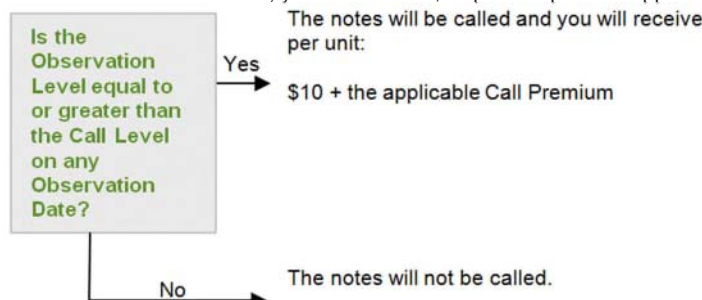 The notes will be called and you will receive
per unit:
$10 + the applicable Call Premium
Is the
Observation
Level equal to
or greater than
the Call Level
on any
Observation
Date?
Yes
No
The notes will not be called.